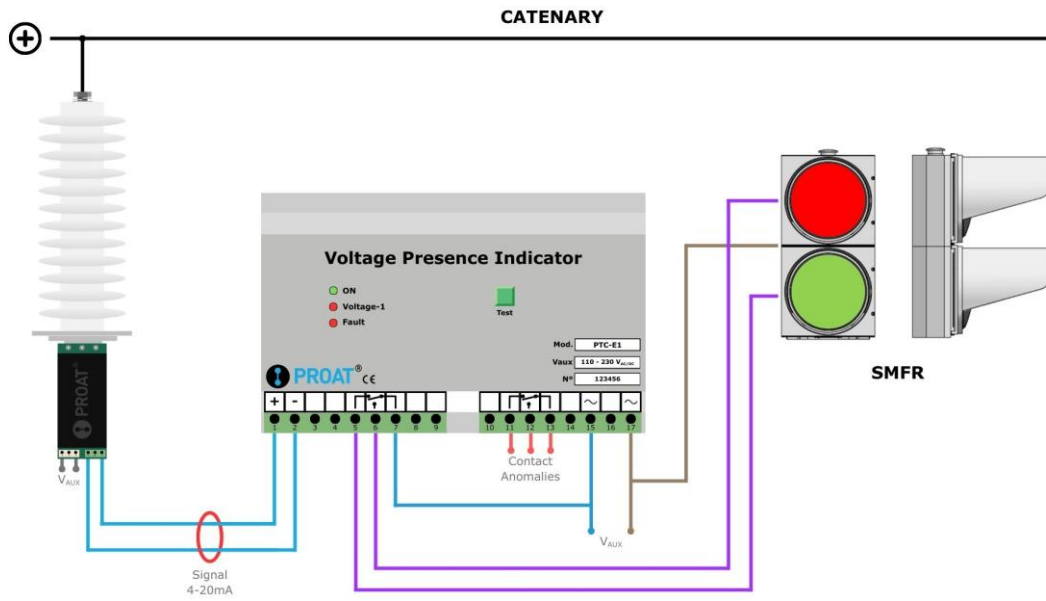 CATENARY
PROAT®
VAUX
Signal
4-20mA
Voltage Presence Indicator
ON
Voltage-1
Fault
Test
Mod. PTC-E1
Vaux 110 - 230 VAC/DC
Nº 123456
PROAT® CE
+ -
1 2 3 4 5 6 7 8 9
10 11 12 13 14 15 16 17
Contact
Anomalies
VAUX
SMFR